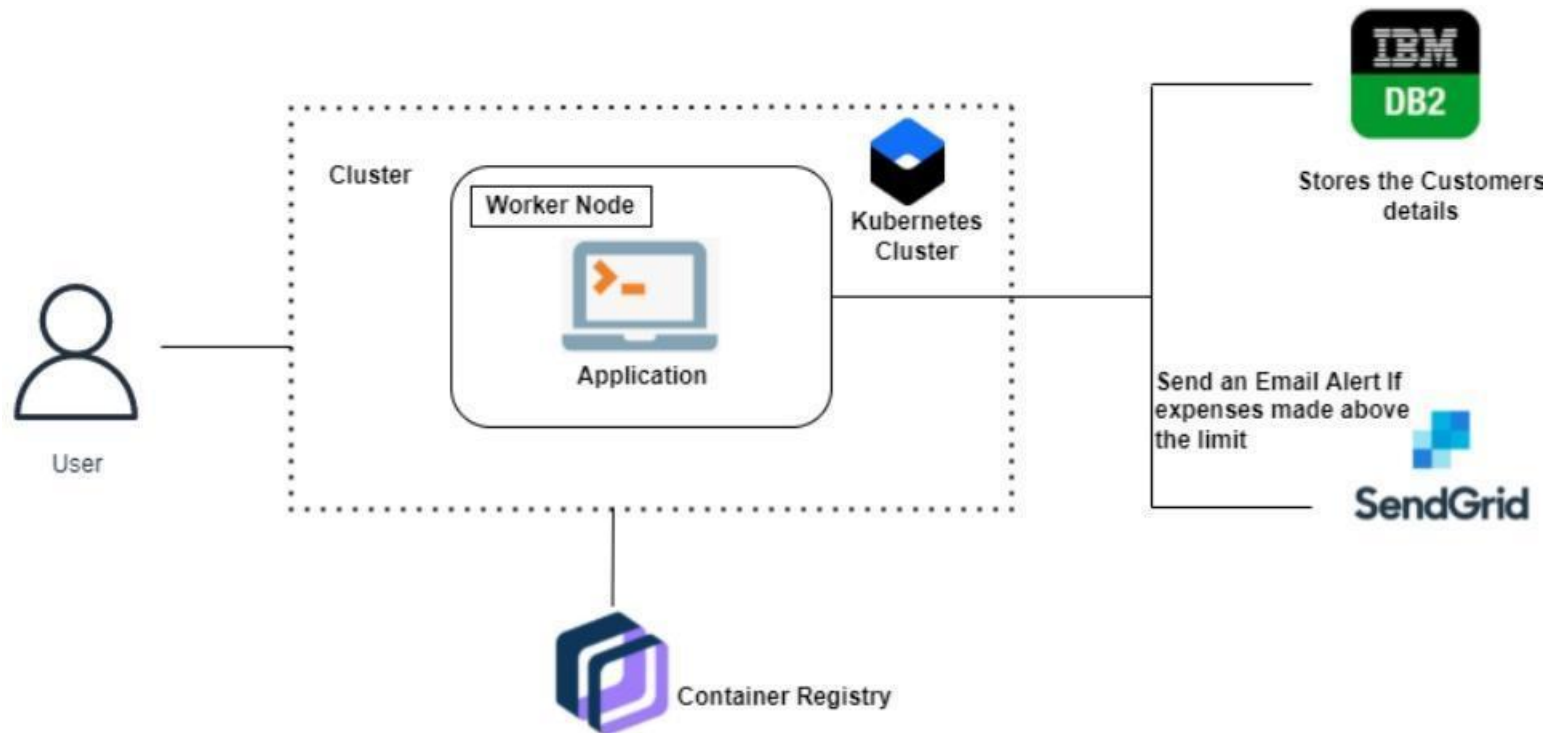 IBM
DB2
Stores the Customers
details
Cluster
Worker Node
Kubernetes
Cluster
Application
User
Send an Email Alert If
expenses made above
the limit
SendGrid
Container Registry